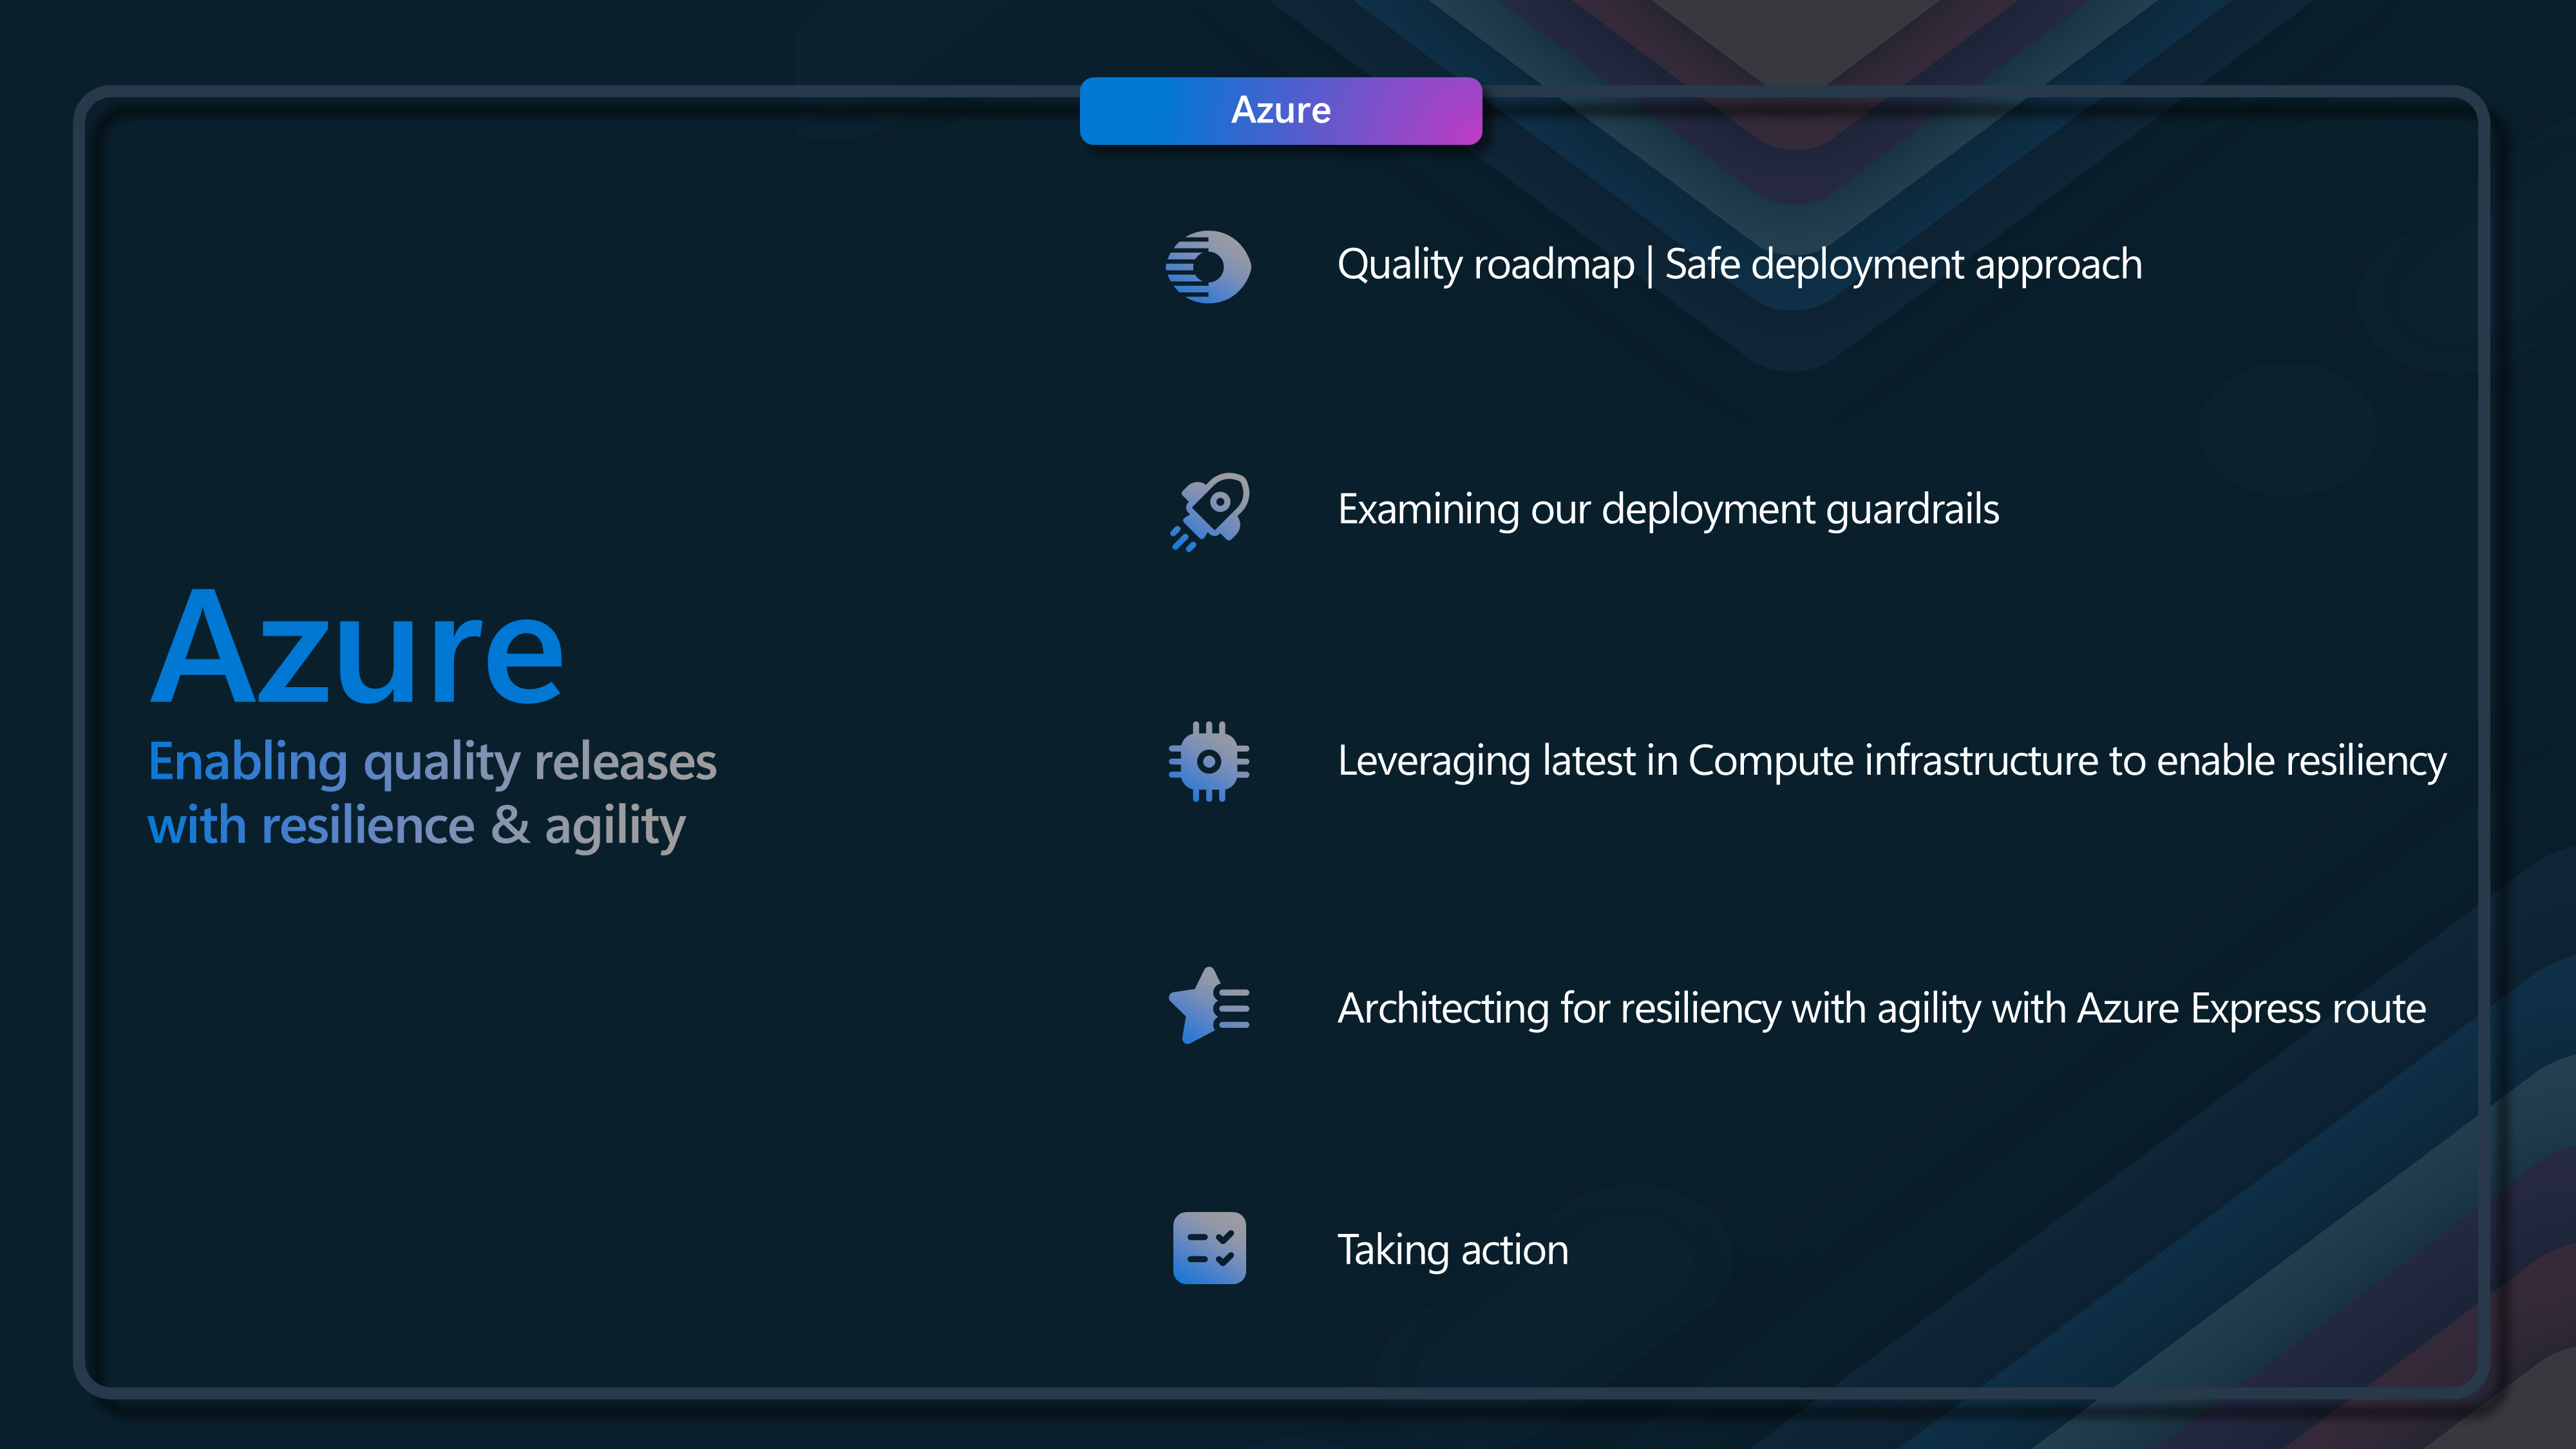 Azure
Azure
Enabling quality releases
with resilience & agility
Quality roadmap | Safe deployment approach
Examining our deployment guardrails
Leveraging latest in Compute infrastructure to enable resiliency
Architecting for resiliency with agility with Azure Express route
Taking action